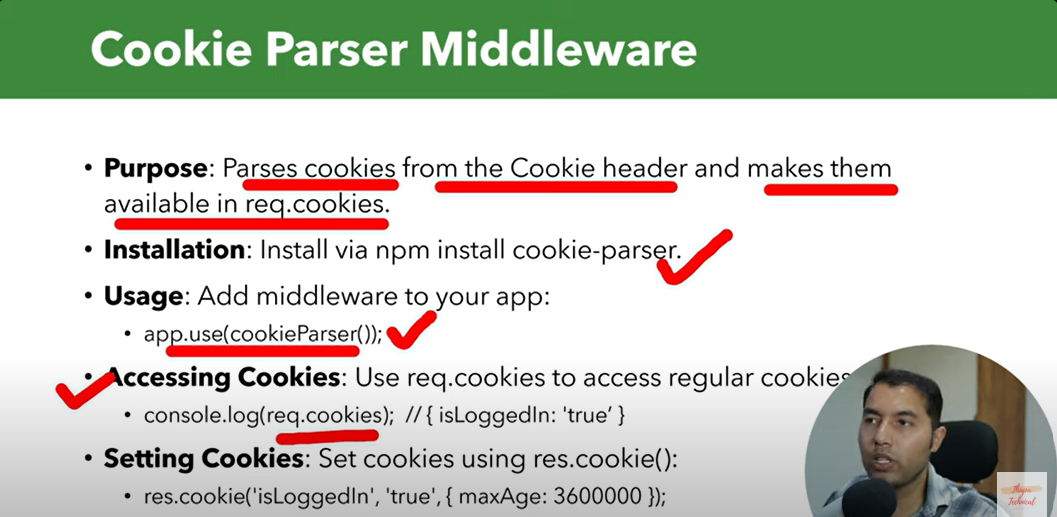 Cookie Parser Middleware
• Purpose: Parses cookies from the Cookie header and makes them
available in req.cookies.
• Installation: Install via npm install cookie-parser.
• Usage: Add middleware to your app:
• app.use(cookieParser());
• Accessing Cookies: Use req.cookies to access regular cookies
• console.log(req.cookies); // { isLoggedIn: 'true’ }
• Setting Cookies: Set cookies using res.cookie():
• res.cookie('isLoggedIn', 'true', { maxAge: 3600000 });
Technical